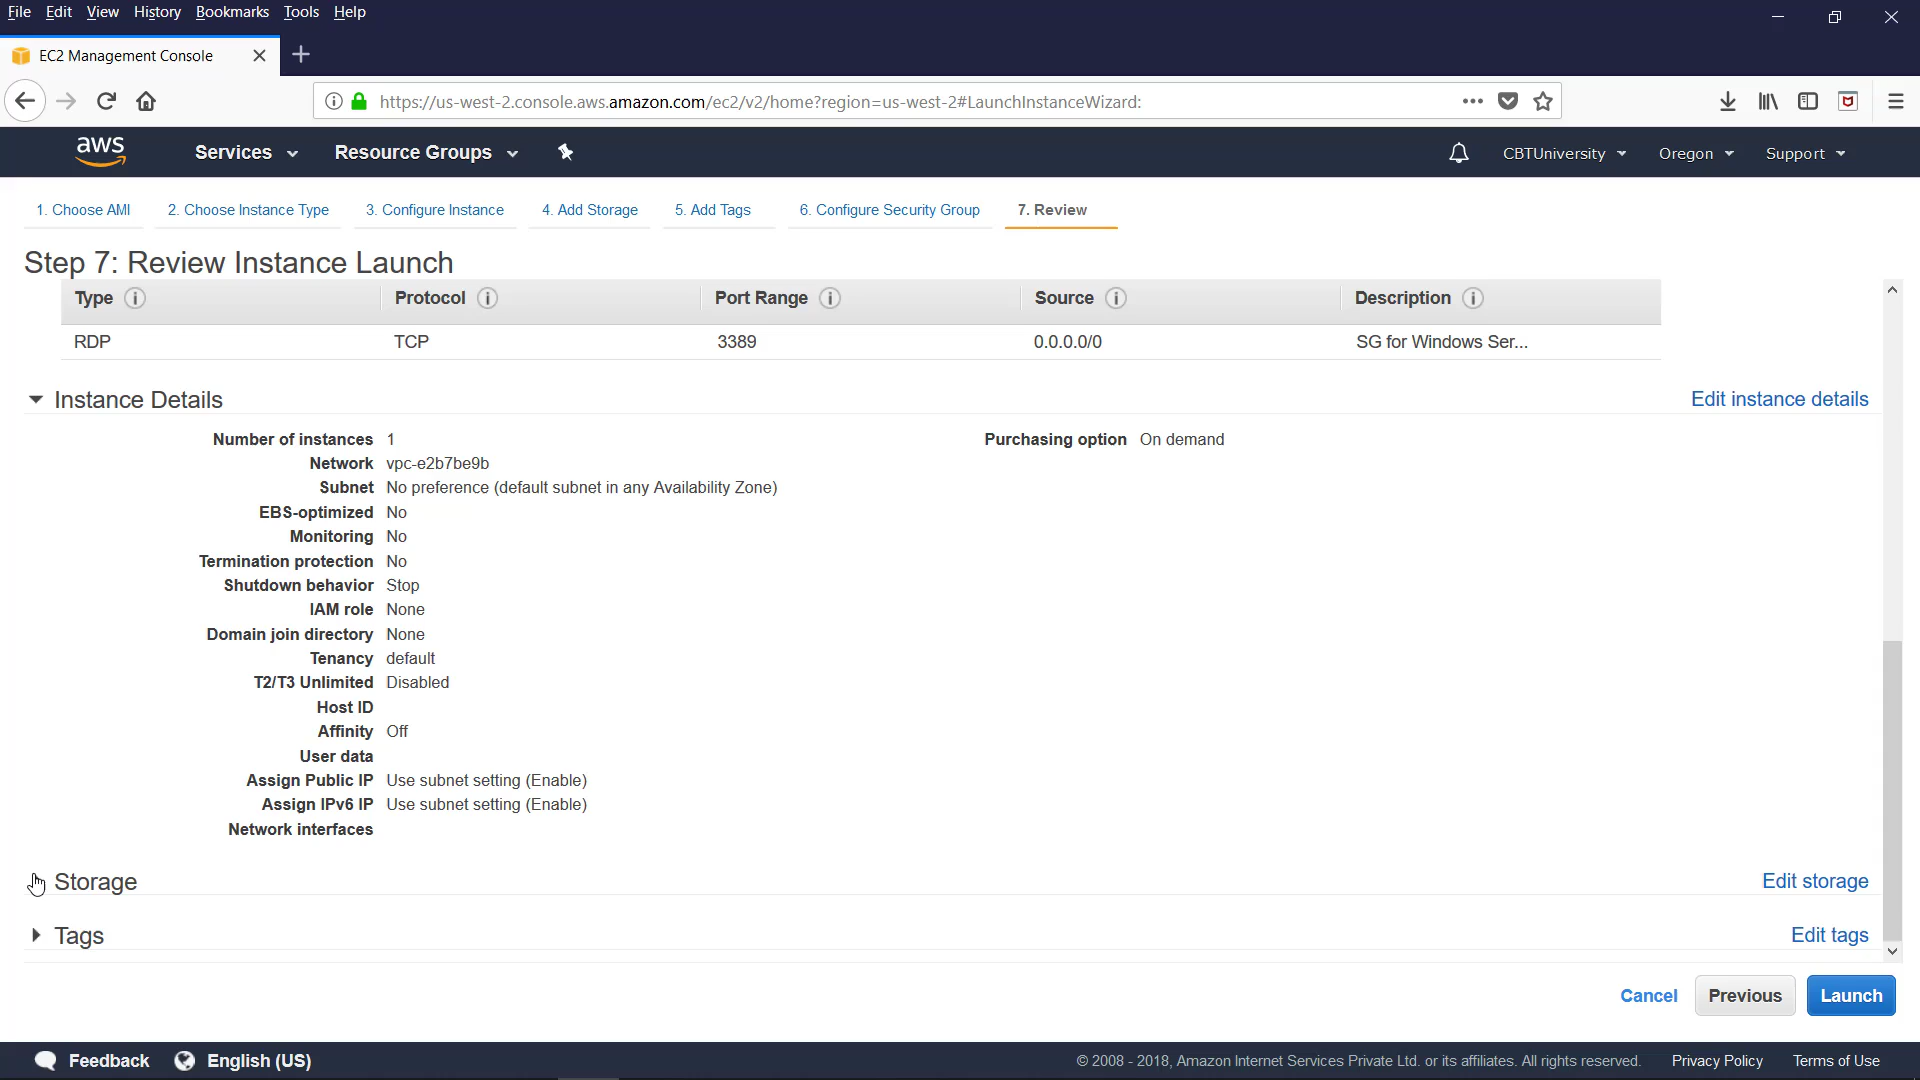 File Edit View History Bookmarks Tools Help
EC2 Management Console
https://us-west-2.console.aws.amazon.com/ec2/v2/home?region=us-west-2#LaunchInstanceWizard:
aws Services Resource Groups CBTUniversity Oregon Support
1. Choose AMI 2. Choose Instance Type 3. Configure Instance 4. Add Storage 5. Add Tags 6. Configure Security Group 7. Review
Step 7: Review Instance Launch
Type Protocol Port Range Source Description
RDP TCP 3389 0.0.0.0/0 SG for Windows Ser...
Instance Details Edit instance details
Number of instances 1 Purchasing option On demand
Network vpc-e2b7be9b
Subnet No preference (default subnet in any Availability Zone)
EBS-optimized No
Monitoring No
Termination protection No
Shutdown behavior Stop
IAM role None
Domain join directory None
Tenancy default
T2/T3 Unlimited Disabled
Host ID
Affinity Off
User data
Assign Public IP Use subnet setting (Enable)
Assign IPv6 IP Use subnet setting (Enable)
Network interfaces
Storage Edit storage
Tags Edit tags
Cancel Previous Launch
Feedback English (US) © 2008 - 2018, Amazon Internet Services Private Ltd. or its affiliates. All rights reserved. Privacy Policy Terms of Use